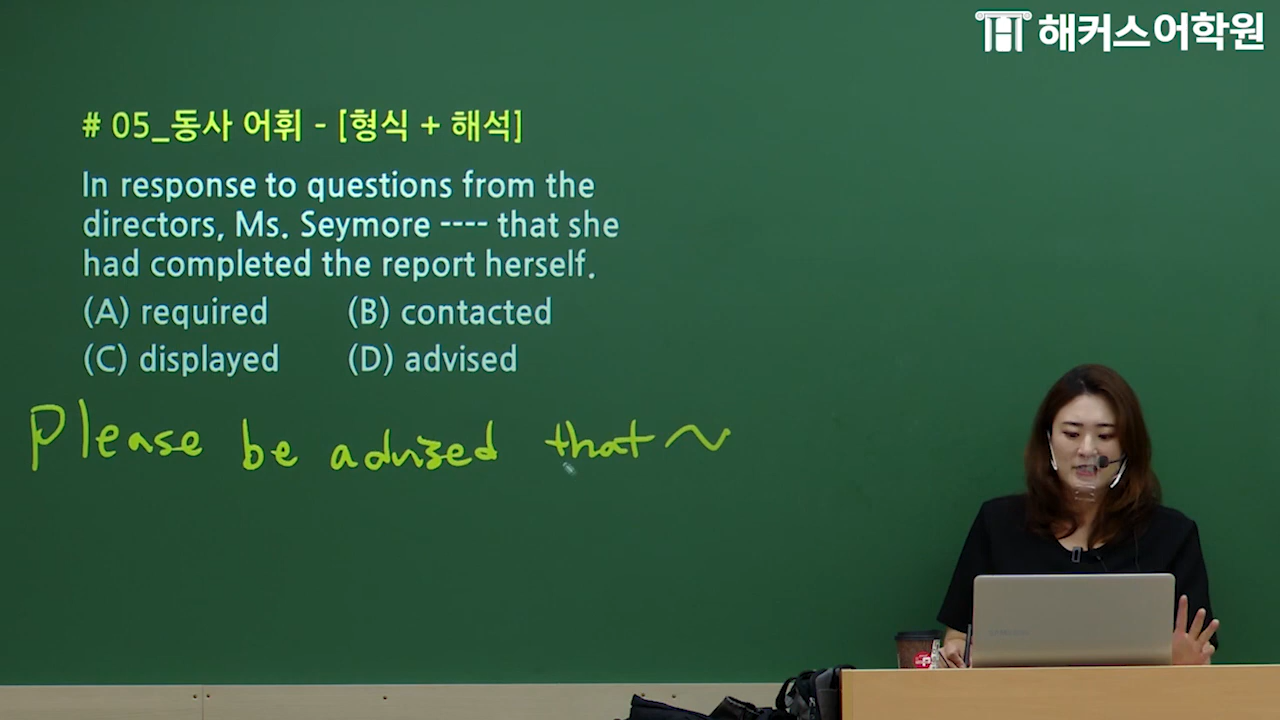 해커스어학원
# 05_동사 어휘 - [형식 + 해석]
In response to questions from the
directors, Ms. Seymore ---- that she
had completed the report herself.
(A) required (B) contacted
(C) displayed (D) advised
Please be advised that ~